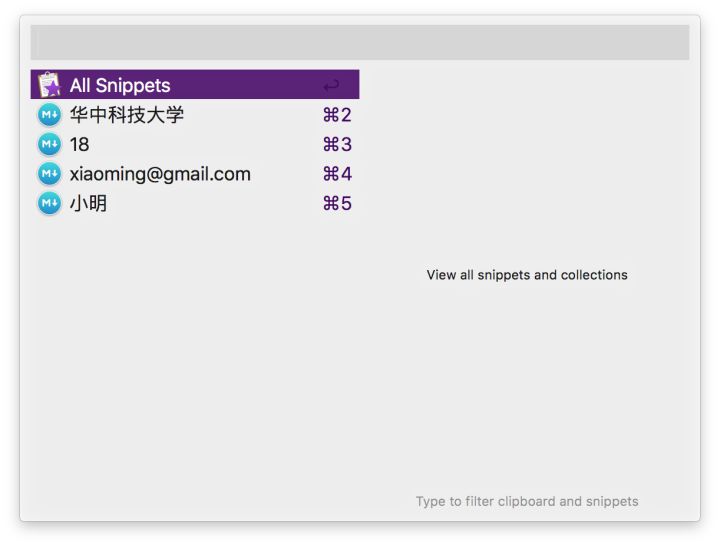 All Snippets ↩
M↓ 华中科技大学 ⌘2
M↓ 18 ⌘3
M↓ xiaoming@gmail.com ⌘4
M↓ 小明 ⌘5
View all snippets and collections
Type to filter clipboard and snippets